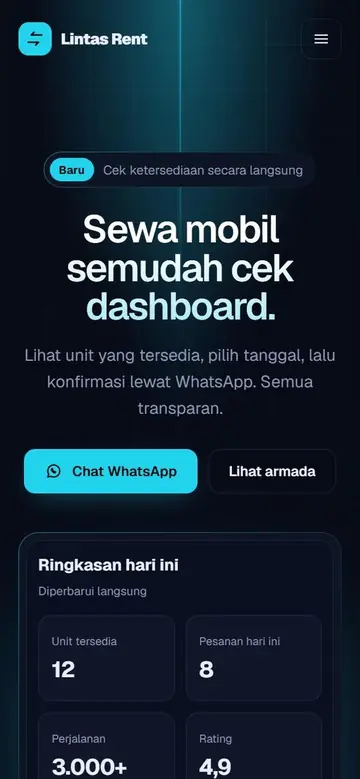 Lintas Rent
Baru Cek ketersediaan secara langsung
Sewa mobil
semudah cek
dashboard.
Lihat unit yang tersedia, pilih tanggal, lalu
konfirmasi lewat WhatsApp. Semua
transparan.
Chat WhatsApp
Lihat armada
Ringkasan hari ini
Diperbarui langsung
Unit tersedia
12
Pesanan hari ini
8
Perjalanan
3.000+
Rating
4,9